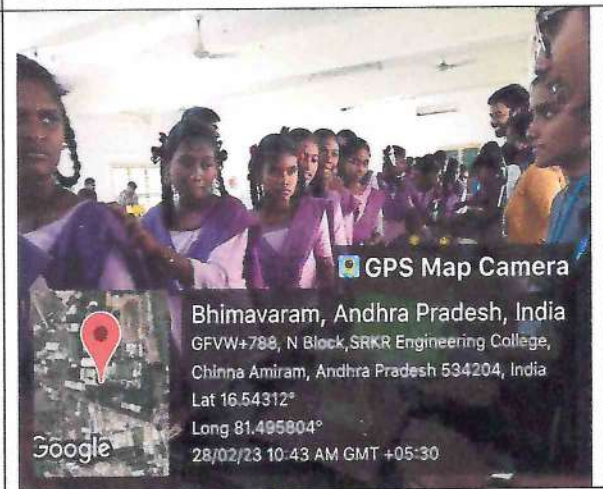 GPS Map Camera
Bhimavaram, Andhra Pradesh, India
GFVW+788, N Block,SRKR Engineering College,
Chinna Amiram, Andhra Pradesh 534204, India
Lat 16.54312°
Long 81.495804°
28/02/23 10:43 AM GMT +05:30
Google